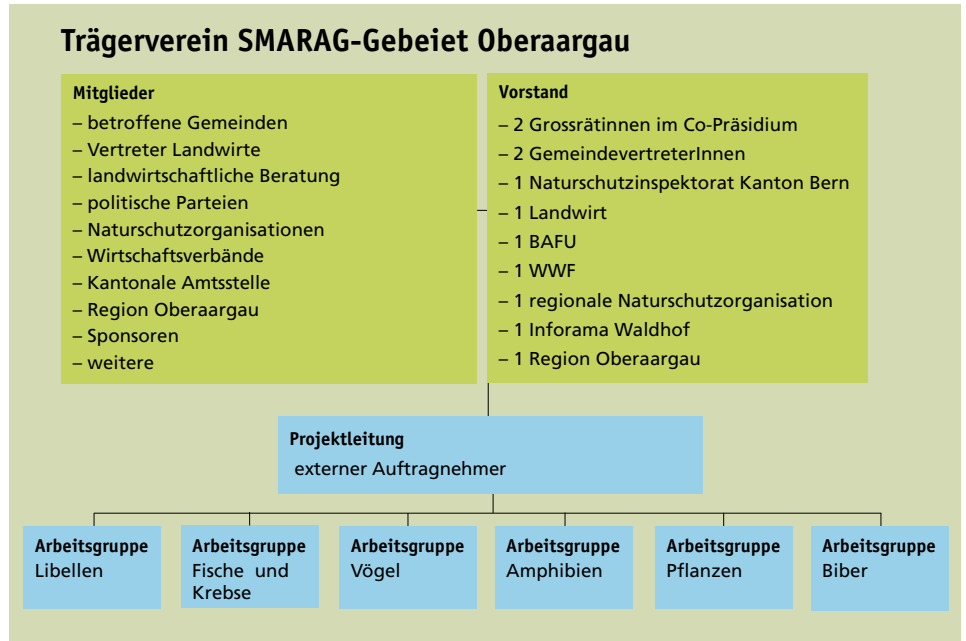 Trägerverein SMARAG-Gebeiet Oberaargau
Mitglieder
– betroffene Gemeinden
– Vertreter Landwirte
– landwirtschaftliche Beratung
– politische Parteien
– Naturschutzorganisationen
– Wirtschaftsverbände
– Kantonale Amtsstelle
– Region Oberaargau
– Sponsoren
– weitere
Vorstand
– 2 Grossrätinnen im Co-Präsidium
– 2 GemeindevertreterInnen
– 1 Naturschutzinspektorat Kanton Bern
– 1 Landwirt
– 1 BAFU
– 1 WWF
– 1 regionale Naturschutzorganisation
– 1 Inforama Waldhof
– 1 Region Oberaargau
Projektleitung
externer Auftragnehmer
Arbeitsgruppe
Libellen
Arbeitsgruppe
Fische und
Krebse
Arbeitsgruppe
Vögel
Arbeitsgruppe
Amphibien
Arbeitsgruppe
Pflanzen
Arbeitsgruppe
Biber